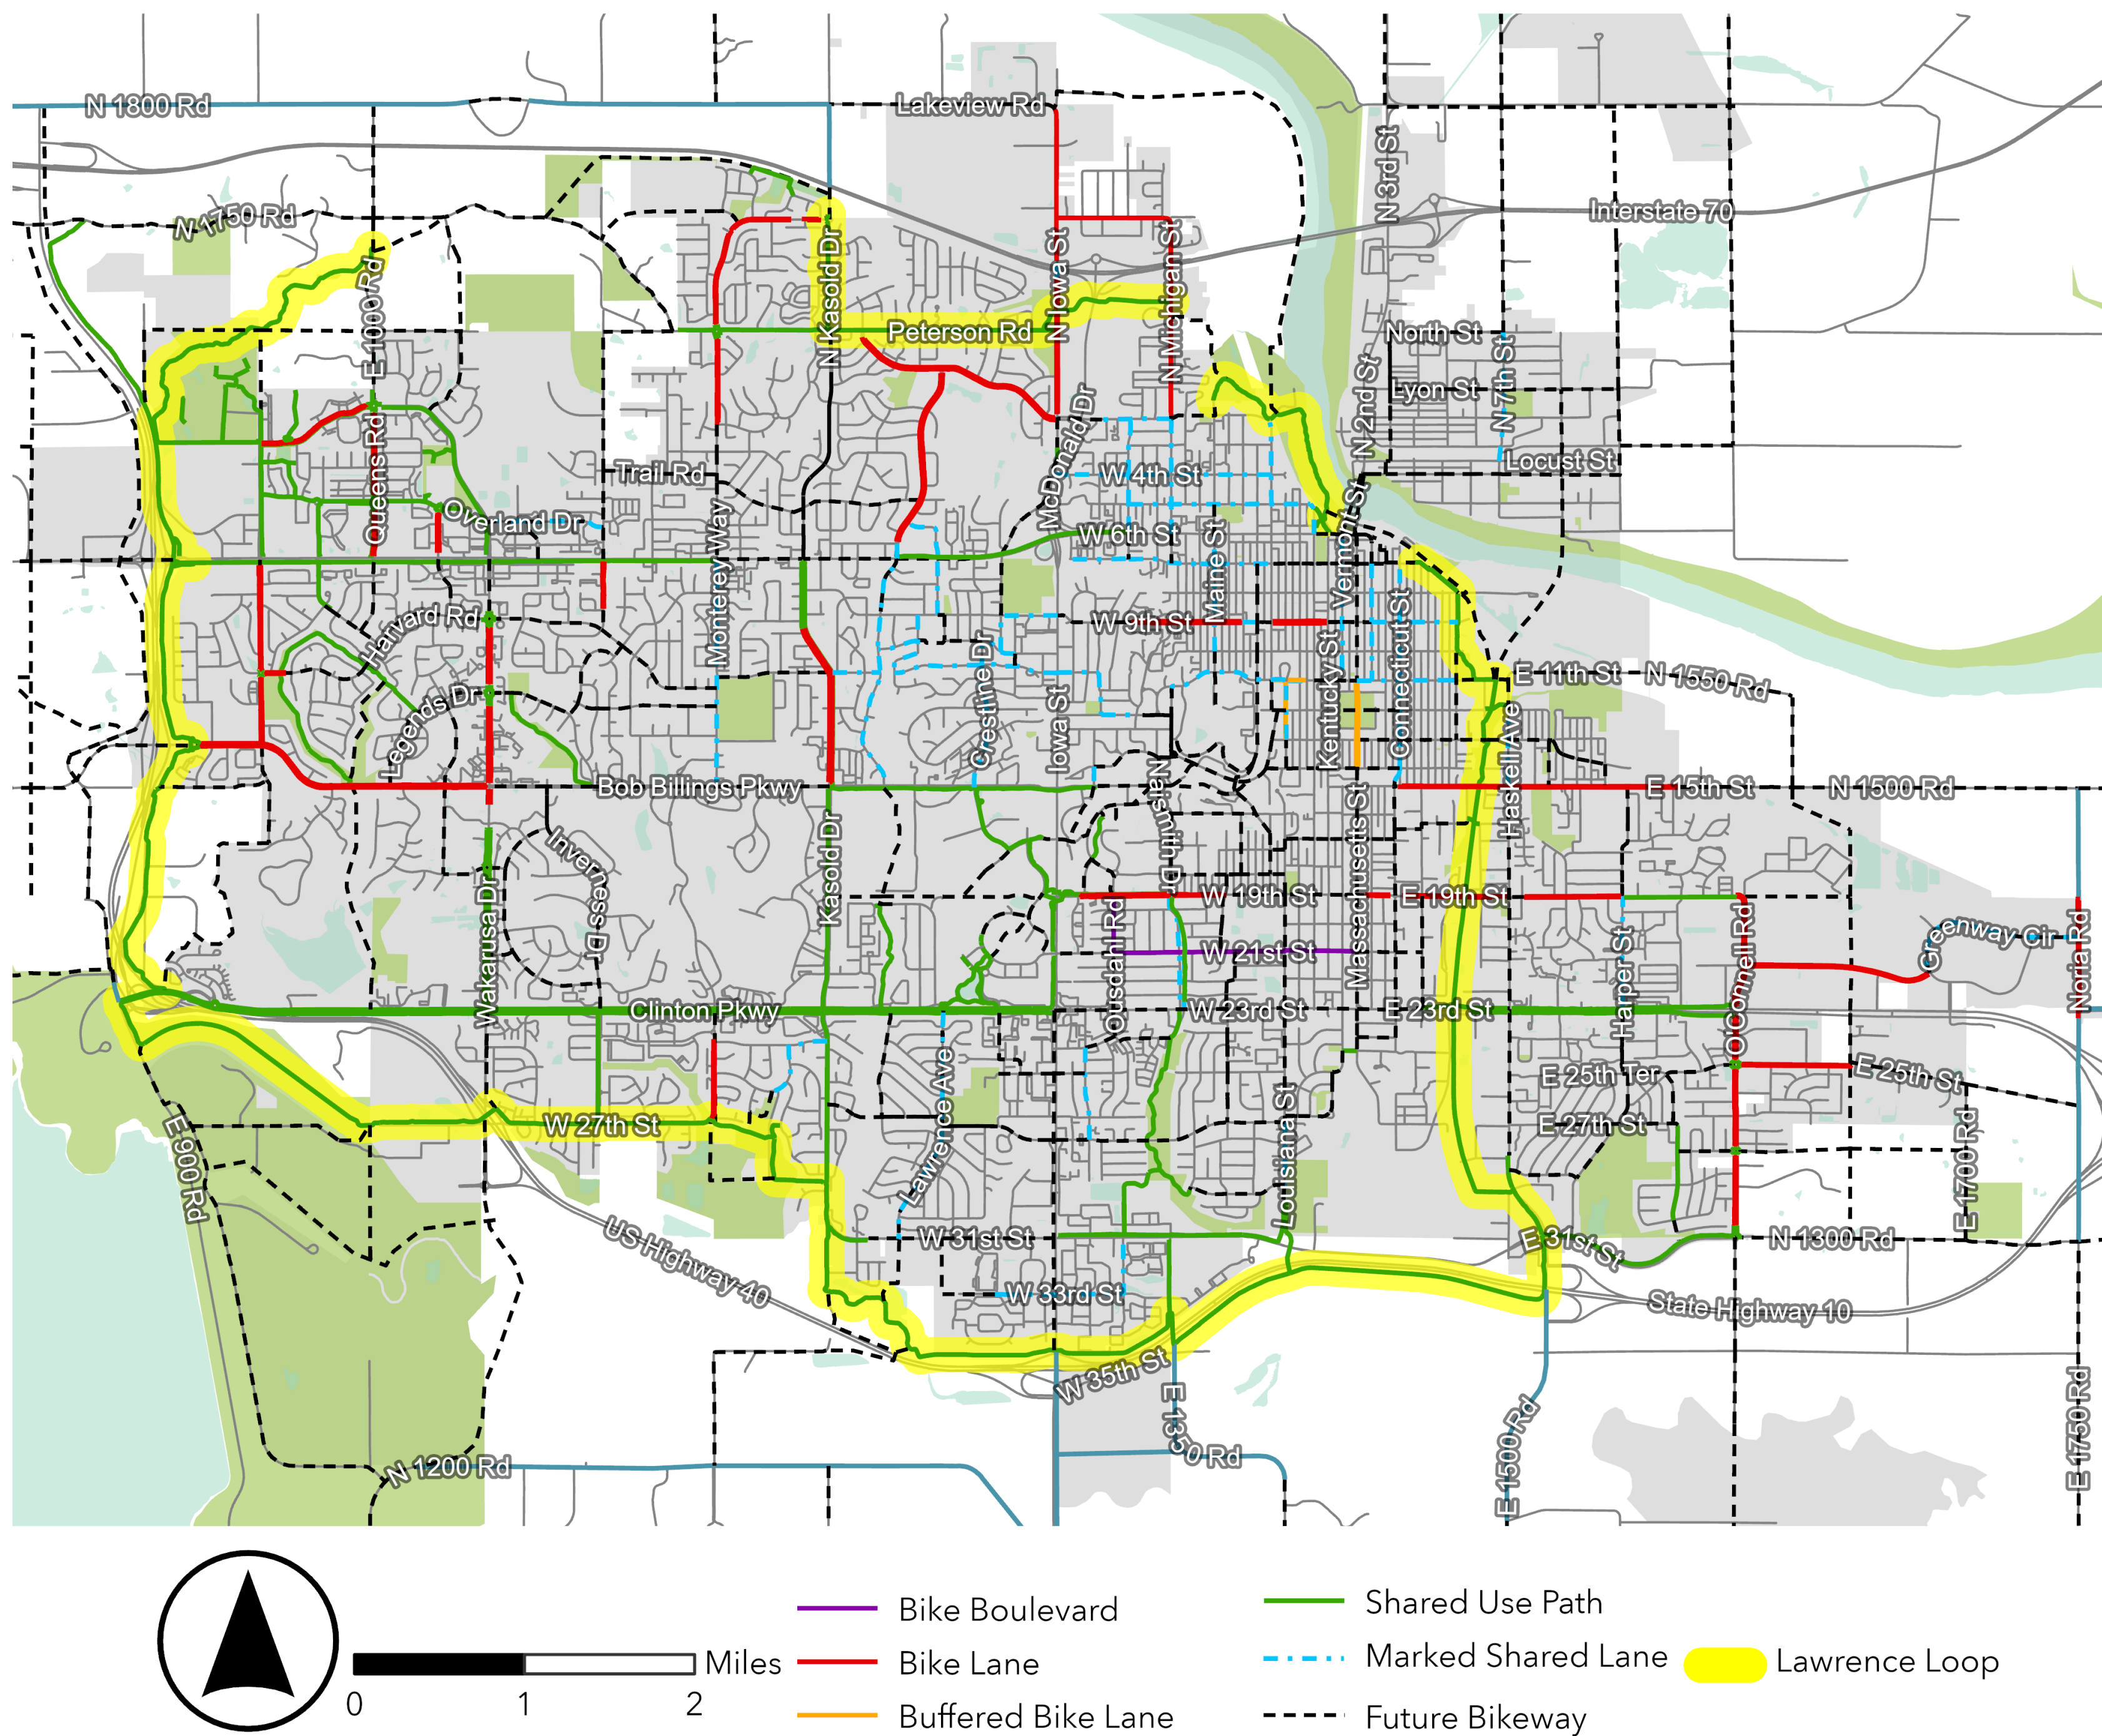 N 1800 Rd
Lakeview Rd
N 3rd St
N 1750 Rd
Interstate 70
E 1000 Rd
N Kasold Dr
N Iowa St
N Michigan St
Peterson Rd
North St
N 7th St
Lyon St
N 2nd St
McDonald Dr
Queens Rd
Trail Rd
W 4th St
Locust St
Overland Dr
Monterey Way
W 6th St
Maine St
Vermont St
Harvard Rd
W 9th St
Connecticut St
Legends Dr
Crestline Dr
Iowa St
Kentucky St
E 11th St
N 1550 Rd
Haskell Ave
Bob Billings Pkwy
E 15th St
N 1500 Rd
Inverness Dr
Kasold Dr
Naismith Dr
Massachusetts St
Wakarusa Dr
W 19th St
E 19th St
Ousdahl Rd
W 21st St
Harper St
O'Connell Rd
Greenway Cir
Noria Rd
Clinton Pkwy
W 23rd St
E 23rd St
Lawrence Ave
Louisiana St
E 25th Ter
E 25th St
W 27th St
E 27th St
E 900 Rd
E 1700 Rd
US Highway 40
W 31st St
E 31st St
N 1300 Rd
W 33rd St
State Highway 10
W 35th St
E 1350 Rd
E 1500 Rd
E 1750 Rd
N 1200 Rd
Miles
0 1 2
Bike Boulevard
Bike Lane
Buffered Bike Lane
Shared Use Path
Marked Shared Lane
Future Bikeway
Lawrence Loop